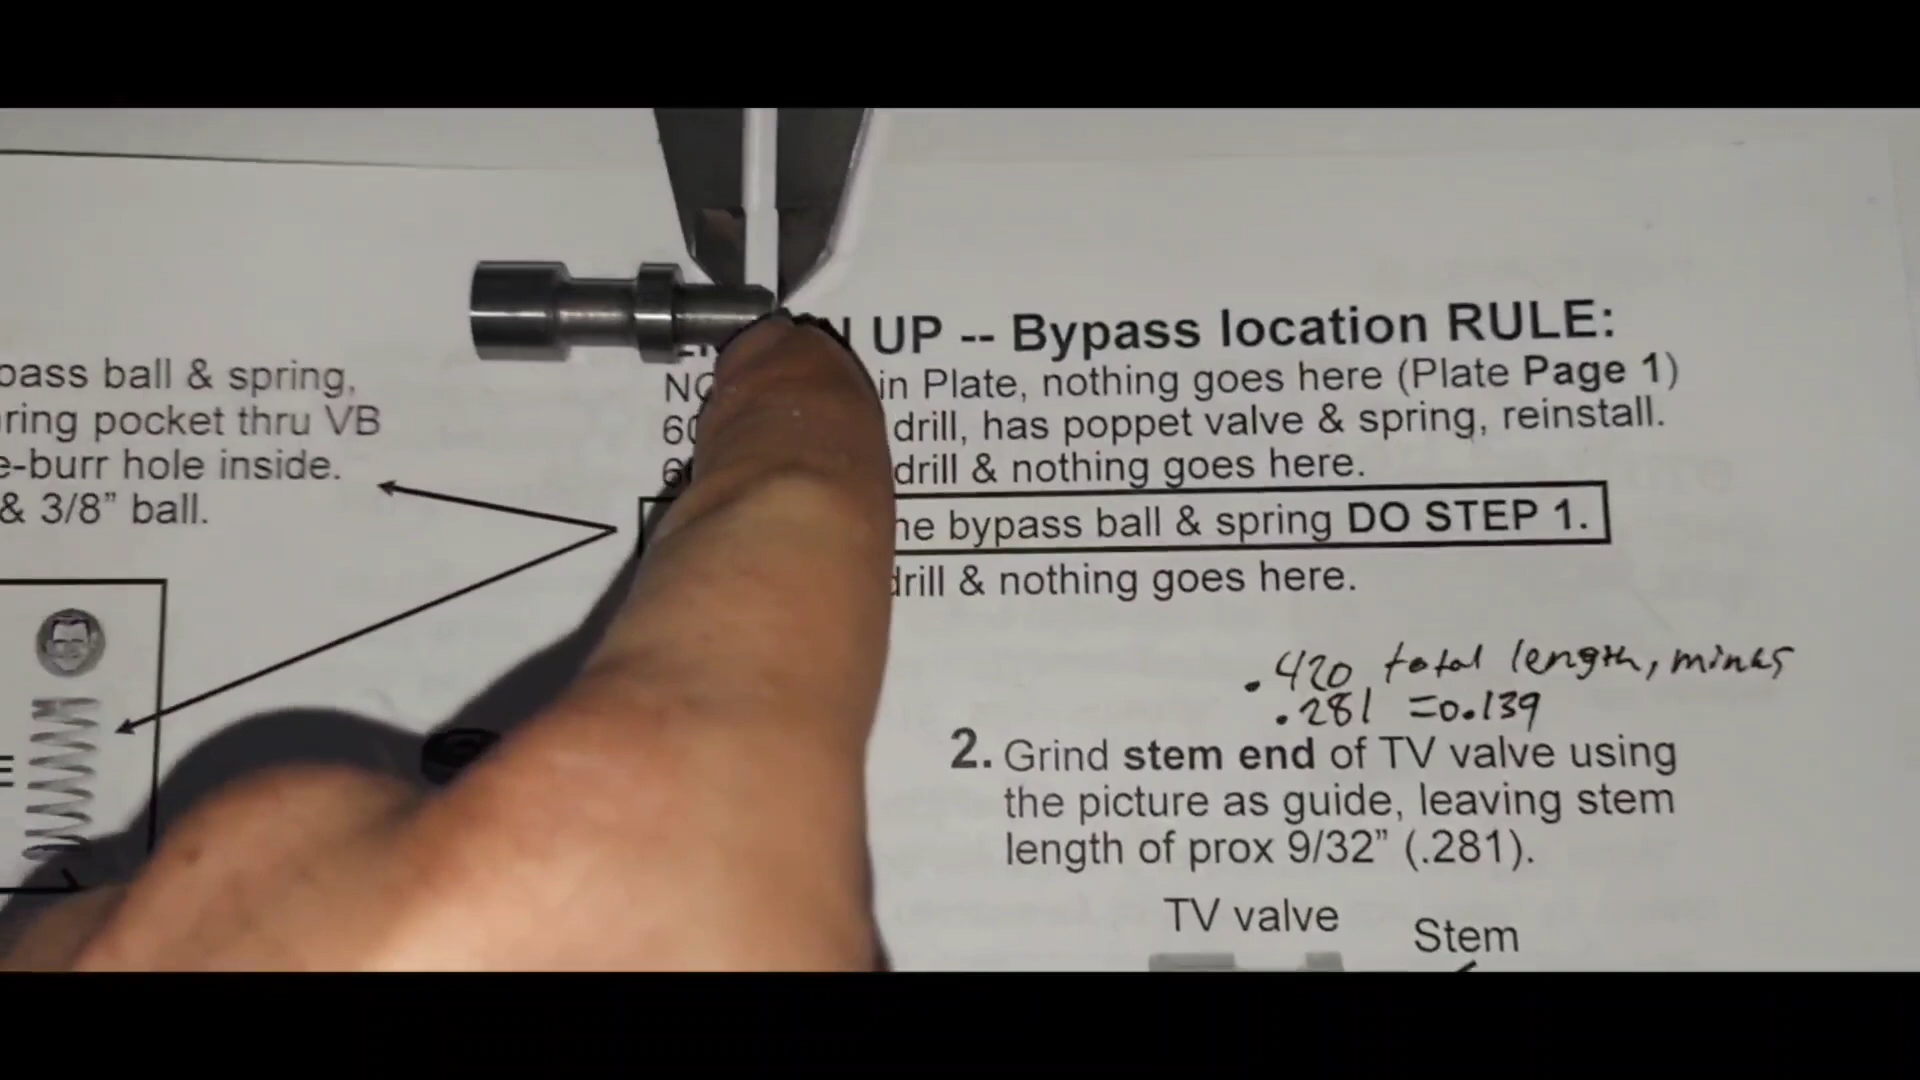 pass ball & spring,
ring pocket thru VB
e-burr hole inside.
& 3/8” ball.
E
UP -- Bypass location RULE:
in Plate, nothing goes here (Plate Page 1)
drill, has poppet valve & spring, reinstall.
drill & nothing goes here.
he bypass ball & spring DO STEP 1.
drill & nothing goes here.
.420 total length, minus
.281 =0.139
2. Grind stem end of TV valve using
the picture as guide, leaving stem
length of prox 9/32” (.281).
TV valve
Stem